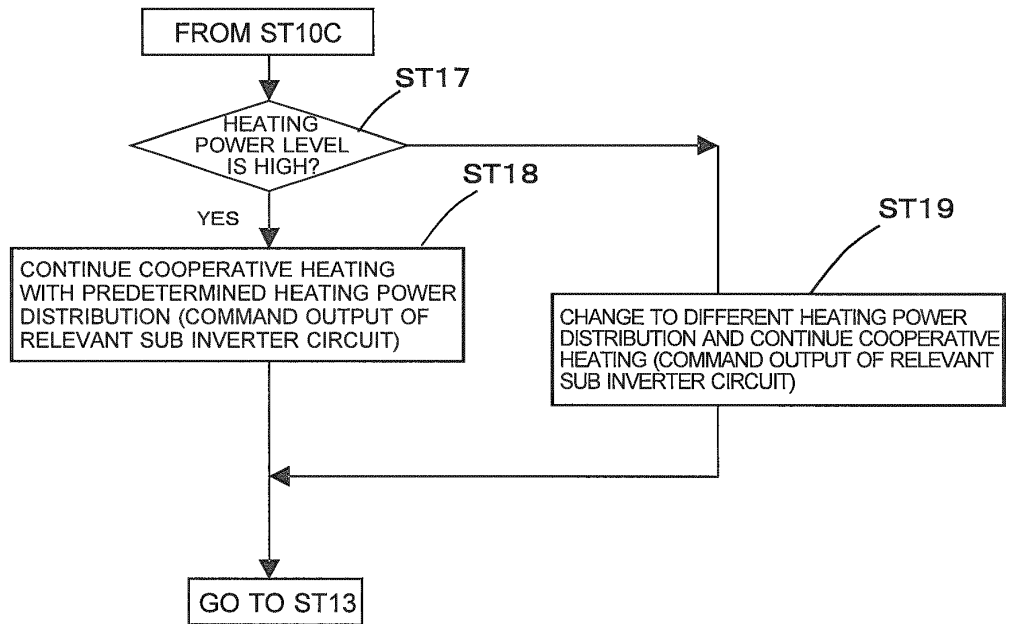 FROM ST10C
ST17
HEATING
POWER LEVEL
IS HIGH?
YES
ST18
CONTINUE COOPERATIVE HEATING
WITH PREDETERMINED HEATING POWER
DISTRIBUTION (COMMAND OUTPUT OF
RELEVANT SUB INVERTER CIRCUIT)
ST19
CHANGE TO DIFFERENT HEATING POWER
DISTRIBUTION AND CONTINUE COOPERATIVE
HEATING (COMMAND OUTPUT OF RELEVANT
SUB INVERTER CIRCUIT)
GO TO ST13